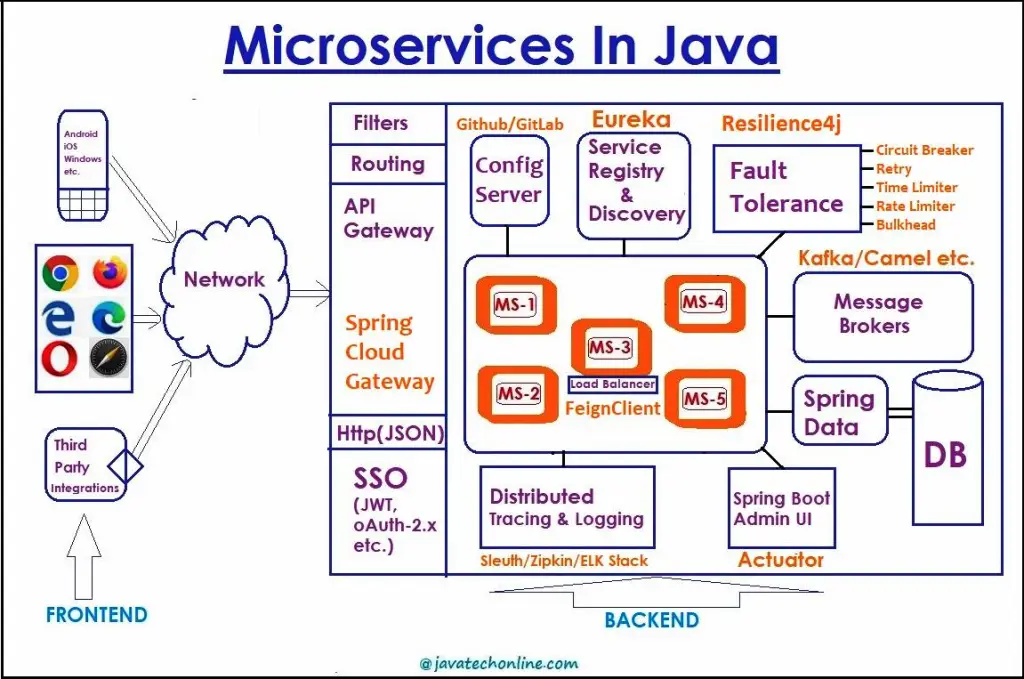 Microservices In Java
Android
iOS
Windows
etc.
Network
Third
Party
Integrations
FRONTEND
Filters
Routing
API
Gateway
Spring
Cloud
Gateway
Http(JSON)
SSO
(JWT,
oAuth-2.x
etc.)
Github/GitLab
Config
Server
Eureka
Service
Registry
&
Discovery
Resilience4j
Fault
Tolerance
Circuit Breaker
Retry
Time Limiter
Rate Limiter
Bulkhead
MS-1
MS-4
MS-3
Load Balancer
FeignClient
MS-2
MS-5
Kafka/Camel etc.
Message
Brokers
Spring
Data
DB
Distributed
Tracing & Logging
Sleuth/Zipkin/ELK Stack
Spring Boot
Admin UI
Actuator
BACKEND
@javatechonline.com